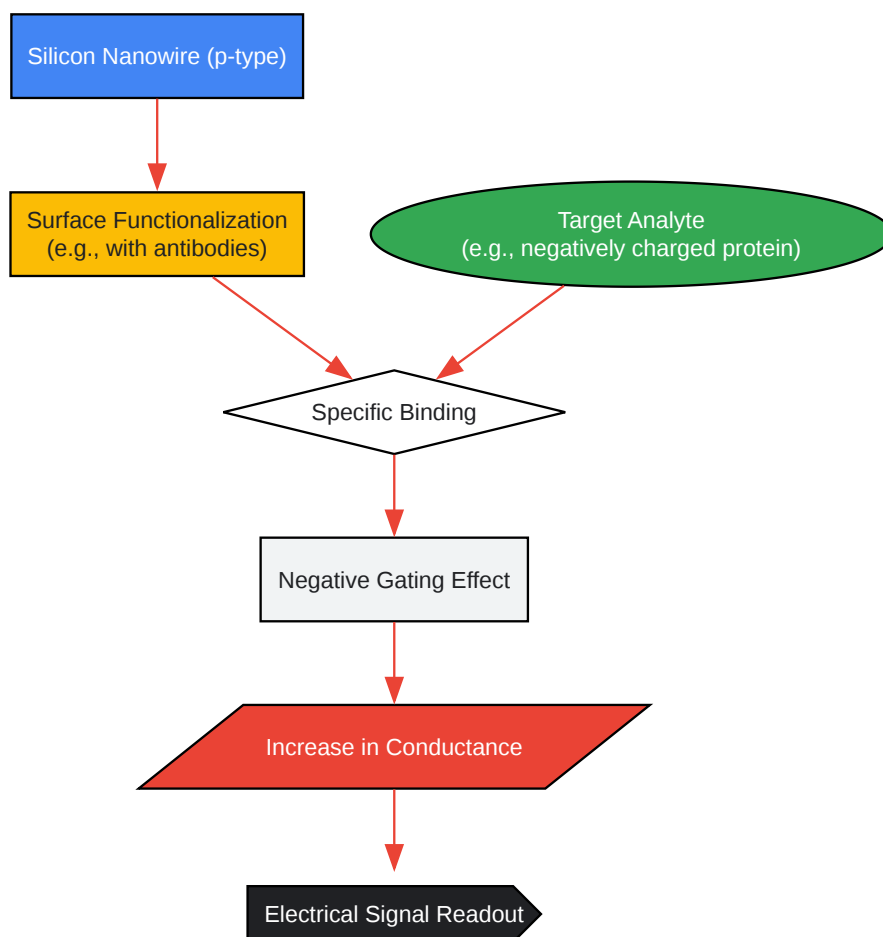 Silicon Nanowire (p-type)
Surface Functionalization
(e.g., with antibodies)
Target Analyte
(e.g., negatively charged protein)
Specific Binding
Negative Gating Effect
Increase in Conductance
Electrical Signal Readout